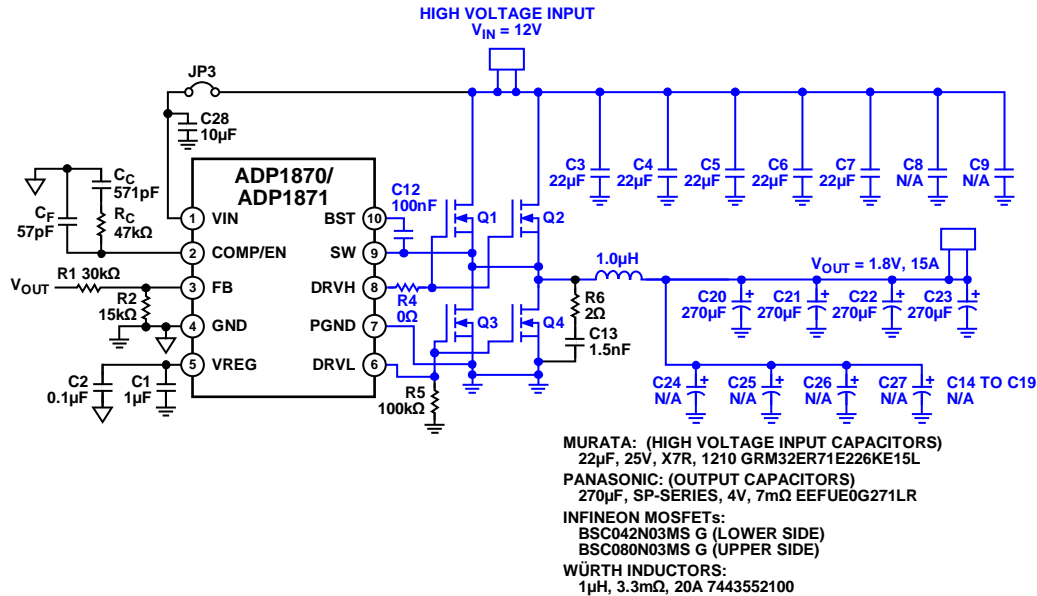 HIGH VOLTAGE INPUT
VIN = 12V
JP3
C28
10µF
ADP1870/
ADP1871
CC
571pF
CF
57pF
RC
47kΩ
1 VIN
2 COMP/EN
3 FB
4 GND
5 VREG
BST 10
SW 9
DRVH 8
PGND 7
DRVL 6
VOUT
R1 30kΩ
R2
15kΩ
C2
0.1µF
C1
1µF
C12
100nF
Q1
Q2
Q3
Q4
R4
0Ω
R5
100kΩ
R6
2Ω
C13
1.5nF
1.0µH
C3
22µF
C4
22µF
C5
22µF
C6
22µF
C7
22µF
C8
N/A
C9
N/A
VOUT = 1.8V, 15A
C20
270µF
+
C21
270µF
+
C22
270µF
+
C23
270µF
+
C24
N/A
+
C25
N/A
+
C26
N/A
+
C27
N/A
+
C14 TO C19
N/A
MURATA: (HIGH VOLTAGE INPUT CAPACITORS)
22µF, 25V, X7R, 1210 GRM32ER71E226KE15L
PANASONIC: (OUTPUT CAPACITORS)
270µF, SP-SERIES, 4V, 7mΩ EEFUE0G271LR
INFINEON MOSFETs:
BSC042N03MS G (LOWER SIDE)
BSC080N03MS G (UPPER SIDE)
WÜRTH INDUCTORS:
1µH, 3.3mΩ, 20A 7443552100